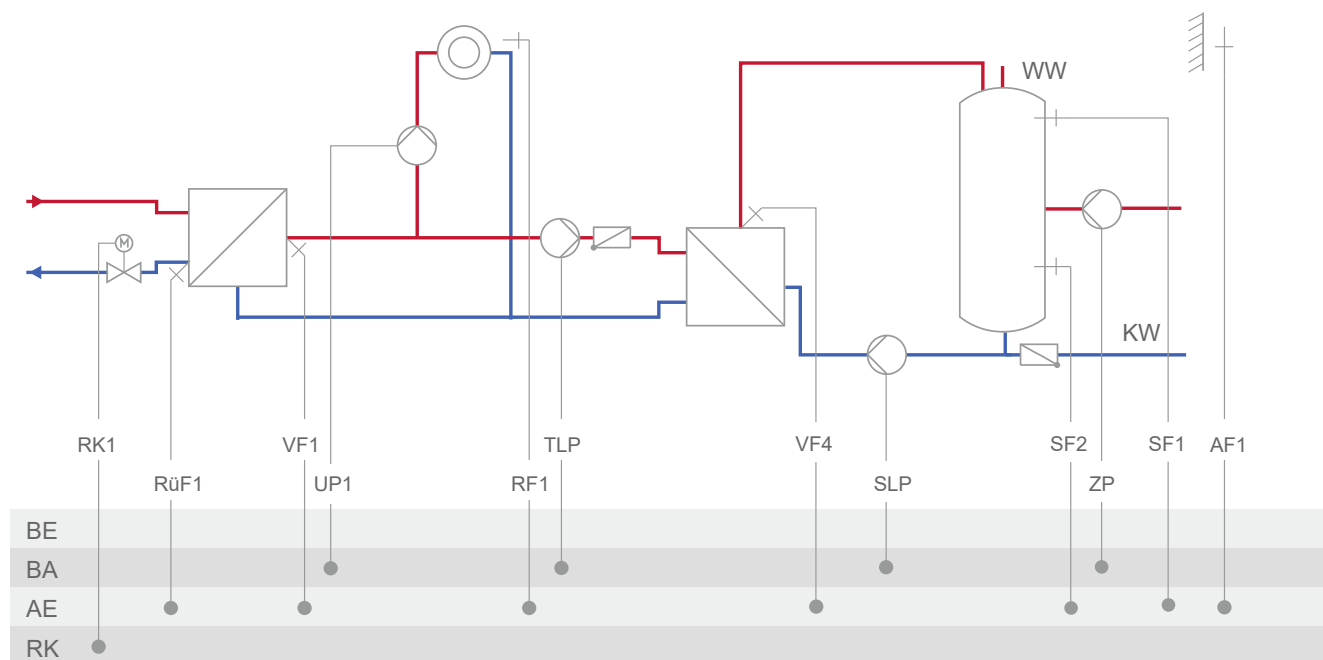 WW
M
KW
RK1 VF1 TLP VF4 SF2 SF1 AF1
RüF1 UP1 RF1 SLP ZP
BE
BA
AE
RK